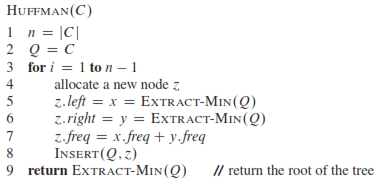 HUFFMAN(C)
1 n = |C|
2 Q = C
3 for i = 1 to n − 1
4 allocate a new node z
5 z.left = x = EXTRACT-MIN(Q)
6 z.right = y = EXTRACT-MIN(Q)
7 z.freq = x.freq + y.freq
8 INSERT(Q, z)
9 return EXTRACT-MIN(Q) // return the root of the tree